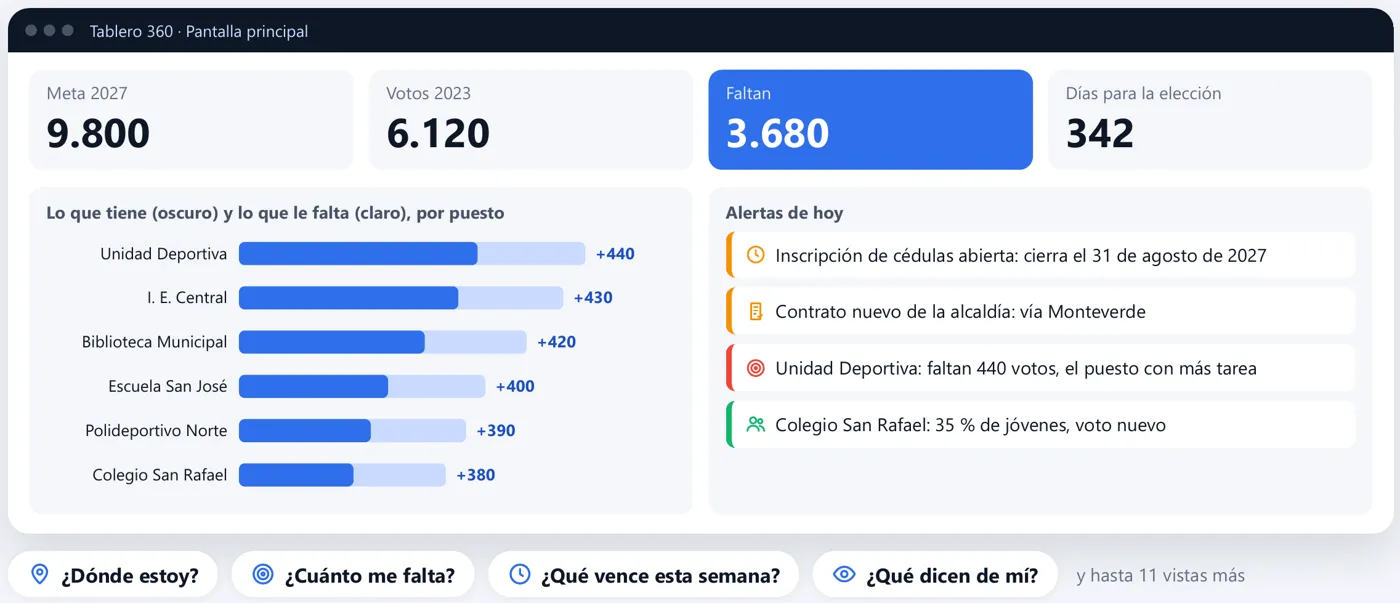 Tablero 360 · Pantalla principal
Meta 2027
9.800
Votos 2023
6.120
Faltan
3.680
Días para la elección
342
Lo que tiene (oscuro) y lo que le falta (claro), por puesto
Unidad Deportiva +440
I. E. Central +430
Biblioteca Municipal +420
Escuela San José +400
Polideportivo Norte +390
Colegio San Rafael +380
Alertas de hoy
Inscripción de cédulas abierta: cierra el 31 de agosto de 2027
Contrato nuevo de la alcaldía: vía Monteverde
Unidad Deportiva: faltan 440 votos, el puesto con más tarea
Colegio San Rafael: 35 % de jóvenes, voto nuevo
¿Dónde estoy?
¿Cuánto me falta?
¿Qué vence esta semana?
¿Qué dicen de mí?
y hasta 11 vistas más